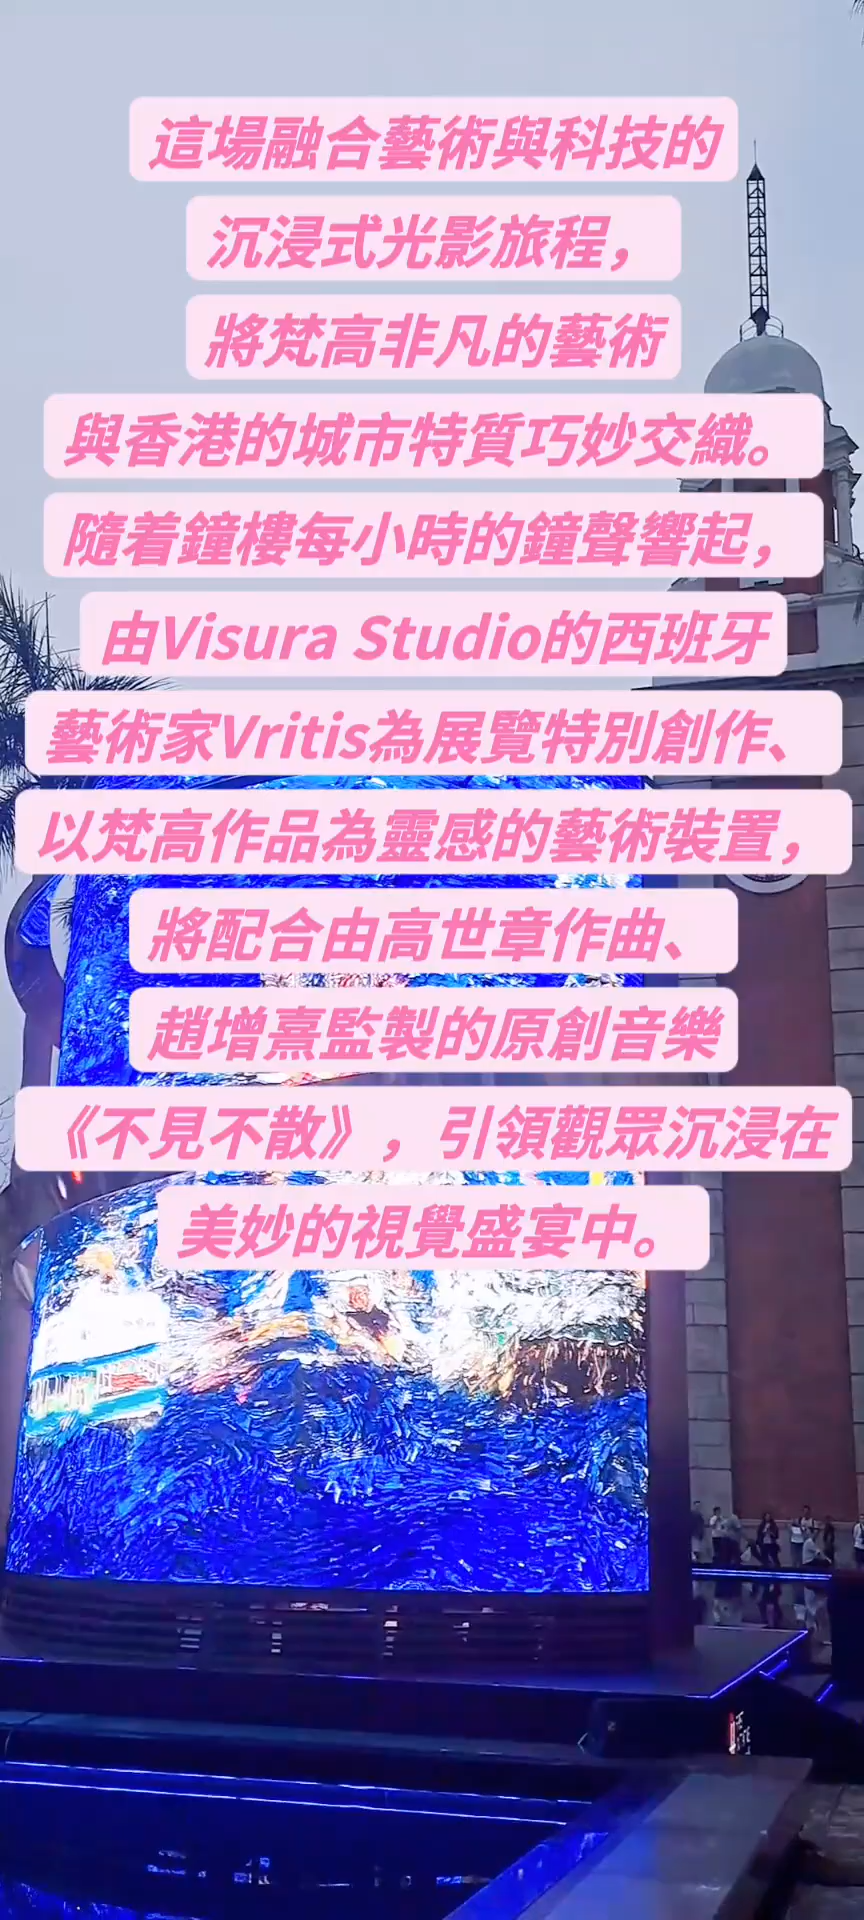 這場融合藝術與科技的
沉浸式光影旅程，
將梵高非凡的藝術
與香港的城市特質巧妙交織。
隨着鐘樓每小時的鐘聲響起，
由Visura Studio的西班牙
藝術家Vritis為展覽特別創作、
以梵高作品為靈感的藝術裝置，
將配合由高世章作曲、
趙增熹監製的原創音樂
《不見不散》，引領觀眾沉浸在
美妙的視覺盛宴中。